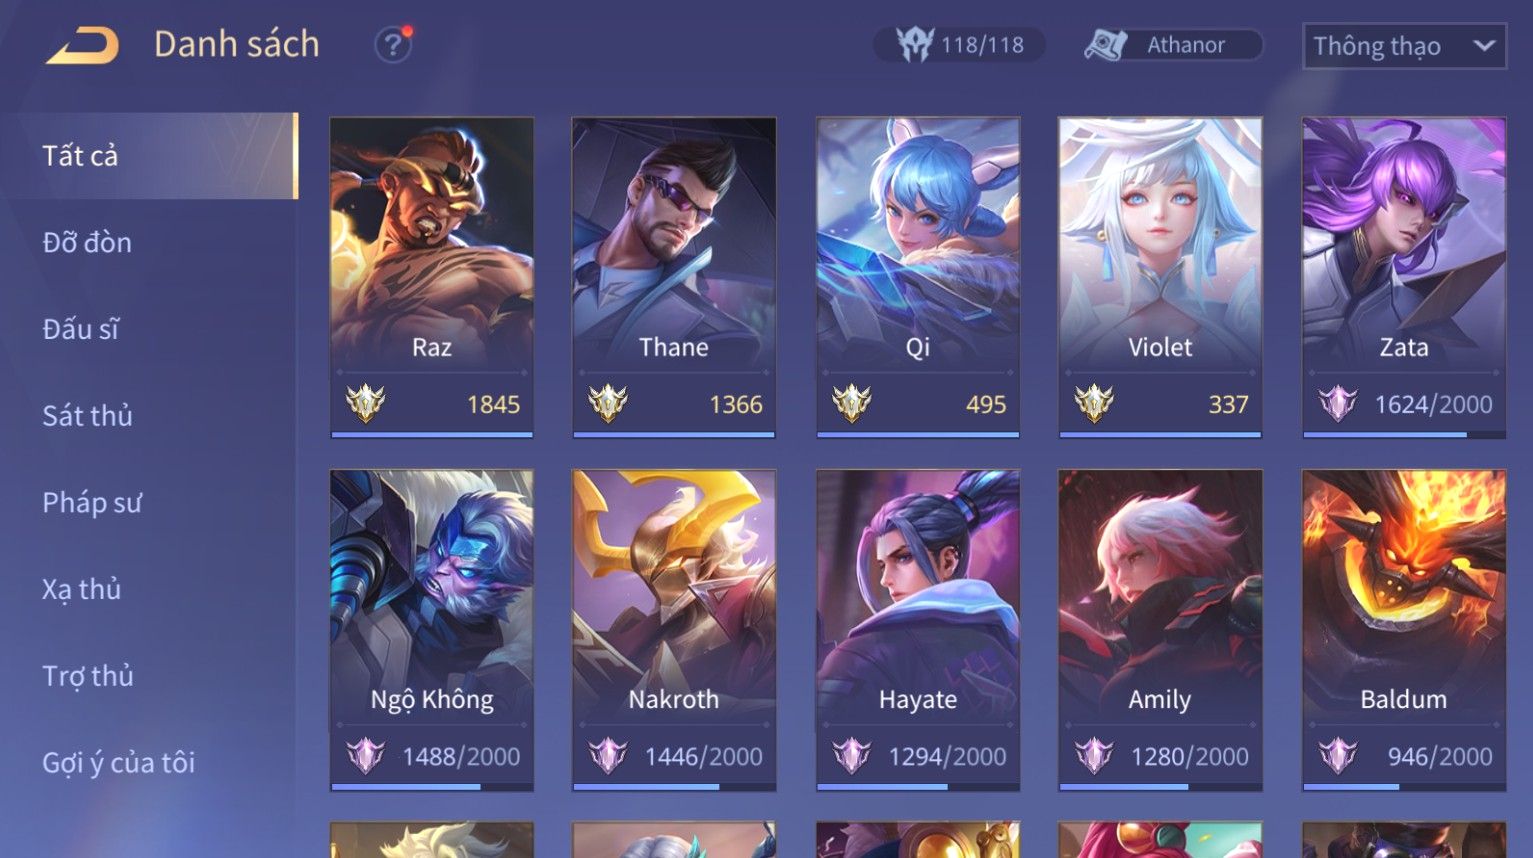 Danh sách
?
118/118
Athanor
Thông thạo
Tất cả
Đỡ đòn
Đấu sĩ
Sát thủ
Pháp sư
Xạ thủ
Trợ thủ
Gợi ý của tôi
Raz
1845
Thane
1366
Qi
495
Violet
337
Zata
1624/2000
Ngộ Không
1488/2000
Nakroth
1446/2000
Hayate
1294/2000
Amily
1280/2000
Baldum
946/2000